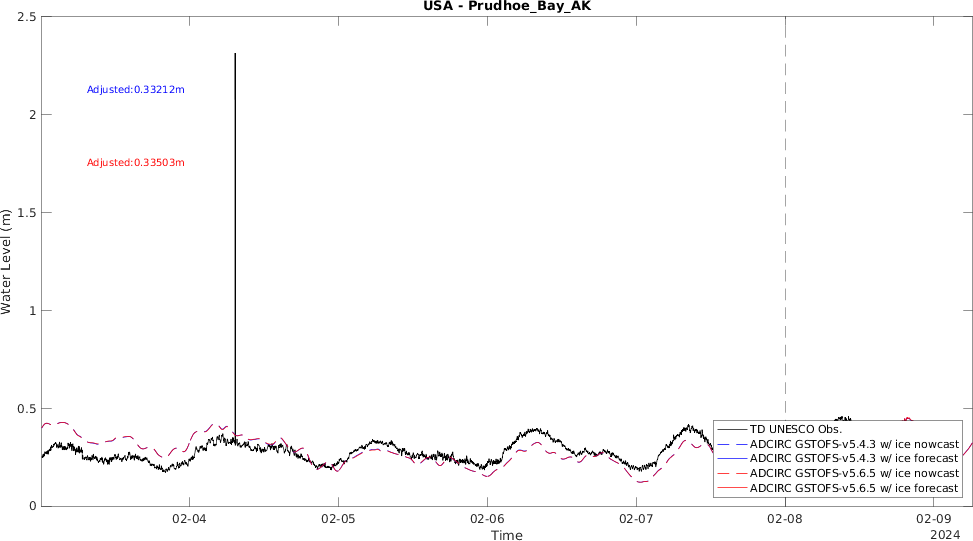 USA - Prudhoe_Bay_AK
2.5
Adjusted:0.33212m
2
Adjusted:0.33503m
1.5
Water Level (m)
1
0.5
TD UNESCO Obs.
ADCIRC GSTOFS-v5.4.3 w/ ice nowcast
ADCIRC GSTOFS-v5.4.3 w/ ice forecast
ADCIRC GSTOFS-v5.6.5 w/ ice nowcast
ADCIRC GSTOFS-v5.6.5 w/ ice forecast
0
02-04 02-05 02-06 02-07 02-08 02-09
Time
2024